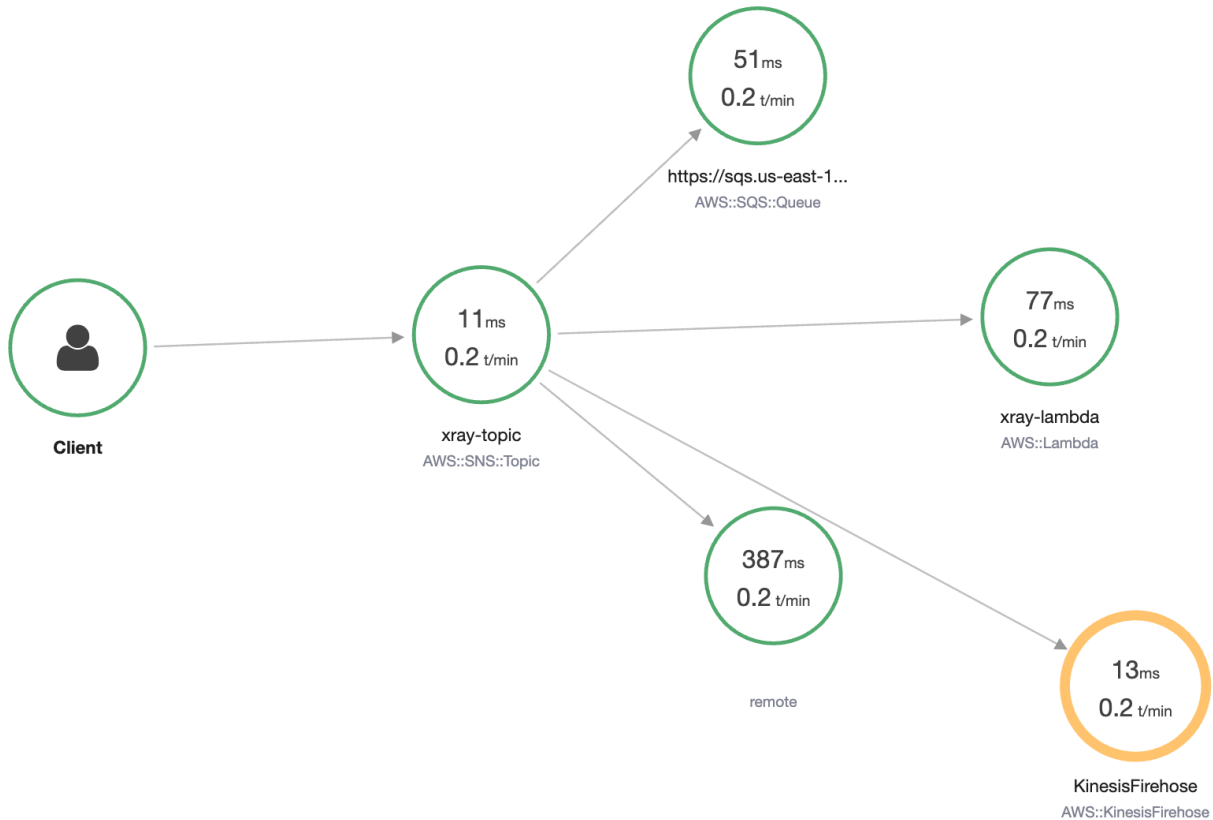 51ms
0.2 t/min
https://sqs.us-east-1...
AWS::SQS::Queue
77ms
0.2 t/min
xray-lambda
AWS::Lambda
11ms
0.2 t/min
xray-topic
AWS::SNS::Topic
Client
387ms
0.2 t/min
remote
13ms
0.2 t/min
KinesisFirehose
AWS::KinesisFirehose